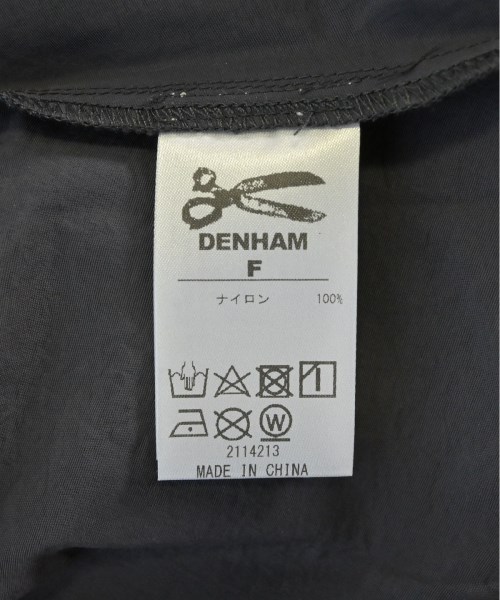 DENHAM
F
ナイロン 100%
W
2114213
MADE IN CHINA